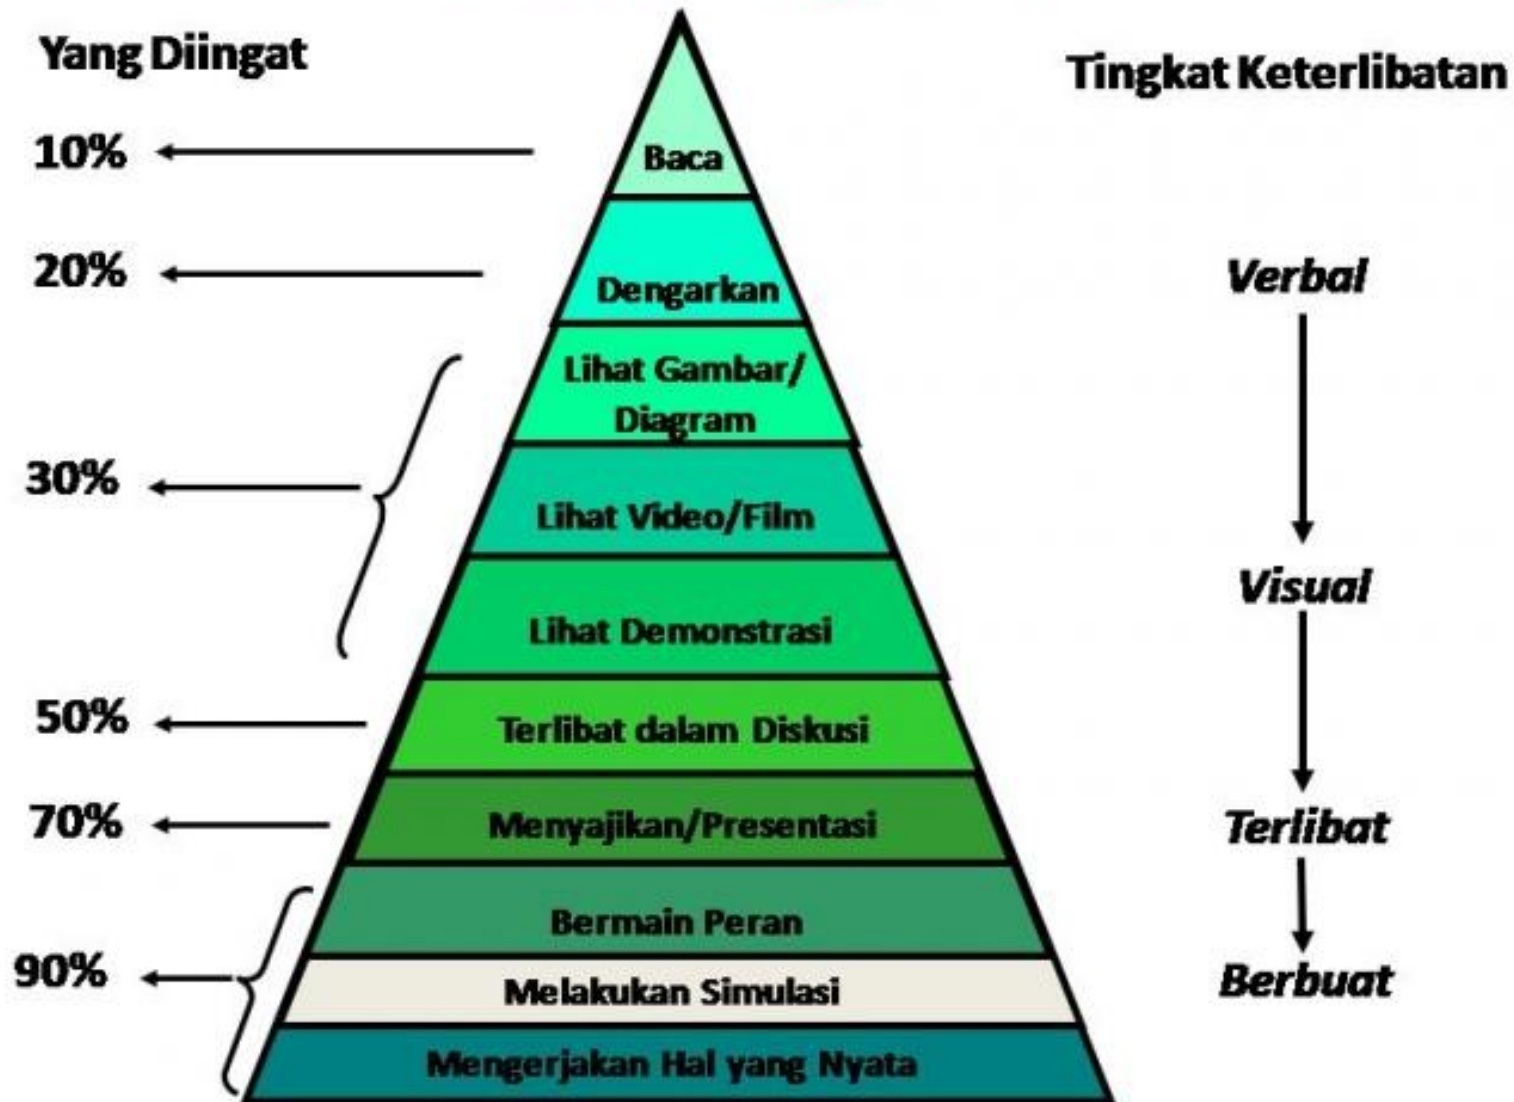 Yang Diingat
Tingkat Keterlibatan
10%
Baca
20%
Dengarkan
Verbal
Lihat Gambar/
Diagram
30%
Lihat Video/Film
Visual
Lihat Demonstrasi
50%
Terlibat dalam Diskusi
70%
Menyajikan/Presentasi
Terlibat
Bermain Peran
90%
Melakukan Simulasi
Berbuat
Mengerjakan Hal yang Nyata